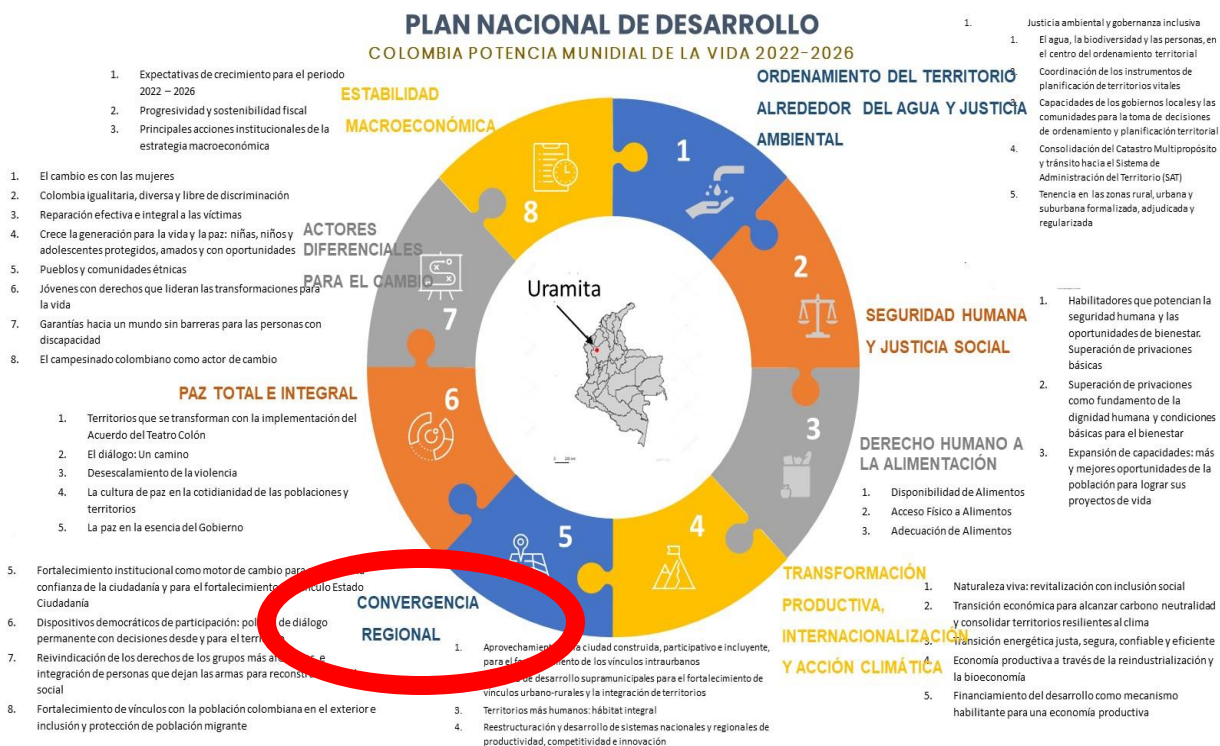 PLAN NACIONAL DE DESARROLLO
COLOMBIA POTENCIA MUNDIAL DE LA VIDA 2022-2026
1. Expectativas de crecimiento para el periodo
2022 – 2026
2. Progresividad y sostenibilidad fiscal
3. Principales acciones institucionales de la
estrategia macroeconómica
ESTABILIDAD
MACROECONÓMICA
8
1. El cambio es con las mujeres
2. Colombia igualitaria, diversa y libre de discriminación
3. Reparación efectiva e integral a las víctimas
4. Crece la generación para la vida y la paz: niñas, niños y
adolescentes protegidos, amados y con oportunidades
5. Pueblos y comunidades étnicas
6. Jóvenes con derechos que lideran las transformaciones para
la vida
7. Garantías hacia un mundo sin barreras para las personas con
discapacidad
8. El campesinado colombiano como actor de cambio
ACTORES
DIFERENCIALES
PARA EL CAMBIO
7
PAZ TOTAL E INTEGRAL
1. Territorios que se transforman con la implementación del
Acuerdo del Teatro Colón
2. El diálogo: Un camino
3. Desescalamiento de la violencia
4. La cultura de paz en la cotidianidad de las poblaciones y
territorios
5. La paz en la esencia del Gobierno
6
5. Fortalecimiento institucional como motor de cambio para
confianza de la ciudadanía y para el fortalecimiento Estado
Ciudadanía
6. Dispositivos democráticos de participación: de diálogo
permanente con decisiones desde y para el
7. Reivindicación de los derechos de los grupos más e
integración de personas que dejan las armas para
social
8. Fortalecimiento de vínculos con la población colombiana en el exterior e
inclusión y protección de población migrante
CONVERGENCIA
REGIONAL
5
1. ciudad construida, participativo e incluyente,
para el de los vínculos intraurbanos
de desarrollo supramunicipales para el fortalecimiento de
vínculos urbano-rurales y la integración de territorios
3. Territorios más humanos: hábitat integral
4. Reestructuración y desarrollo de sistemas nacionales y regionales de
productividad, competitividad e innovación
Uramita
ORDENAMIENTO DEL TERRITORIO
ALREDEDOR DEL AGUA Y JUSTICIA
AMBIENTAL
1
1. Justicia ambiental y gobernanza inclusiva
1. El agua, la biodiversidad y las personas, en
el centro del ordenamiento territorial
Coordinación de los instrumentos de
planificación de territorios vitales
Capacidades de los gobiernos locales y las
comunidades para la toma de decisiones
de ordenamiento y planificación territorial
4. Consolidación del Catastro Multipropósito
y tránsito hacia el Sistema de
Administración del Territorio (SAT)
5. Tenencia en las zonas rural, urbana y
suburbana formalizada, adjudicada y
regularizada
2
SEGURIDAD HUMANA
Y JUSTICIA SOCIAL
1. Habilitadores que potencian la
seguridad humana y las
oportunidades de bienestar.
Superación de privaciones
básicas
2. Superación de privaciones
como fundamento de la
dignidad humana y condiciones
básicas para el bienestar
3. Expansión de capacidades: más
y mejores oportunidades de la
población para lograr sus
proyectos de vida
3
DERECHO HUMANO A
LA ALIMENTACIÓN
1. Disponibilidad de Alimentos
2. Acceso Físico a Alimentos
3. Adecuación de Alimentos
4
TRANSFORMACIÓN
PRODUCTIVA,
INTERNACIONALIZACIÓN
Y ACCIÓN CLIMÁTICA
1. Naturaleza viva: revitalización con inclusión social
2. Transición económica para alcanzar carbono neutralidad
y consolidar territorios resilientes al clima
3. Transición energética justa, segura, confiable y eficiente
4. Economía productiva a través de la reindustrialización y
la bioeconomía
5. Financiamiento del desarrollo como mecanismo
habilitante para una economía productiva